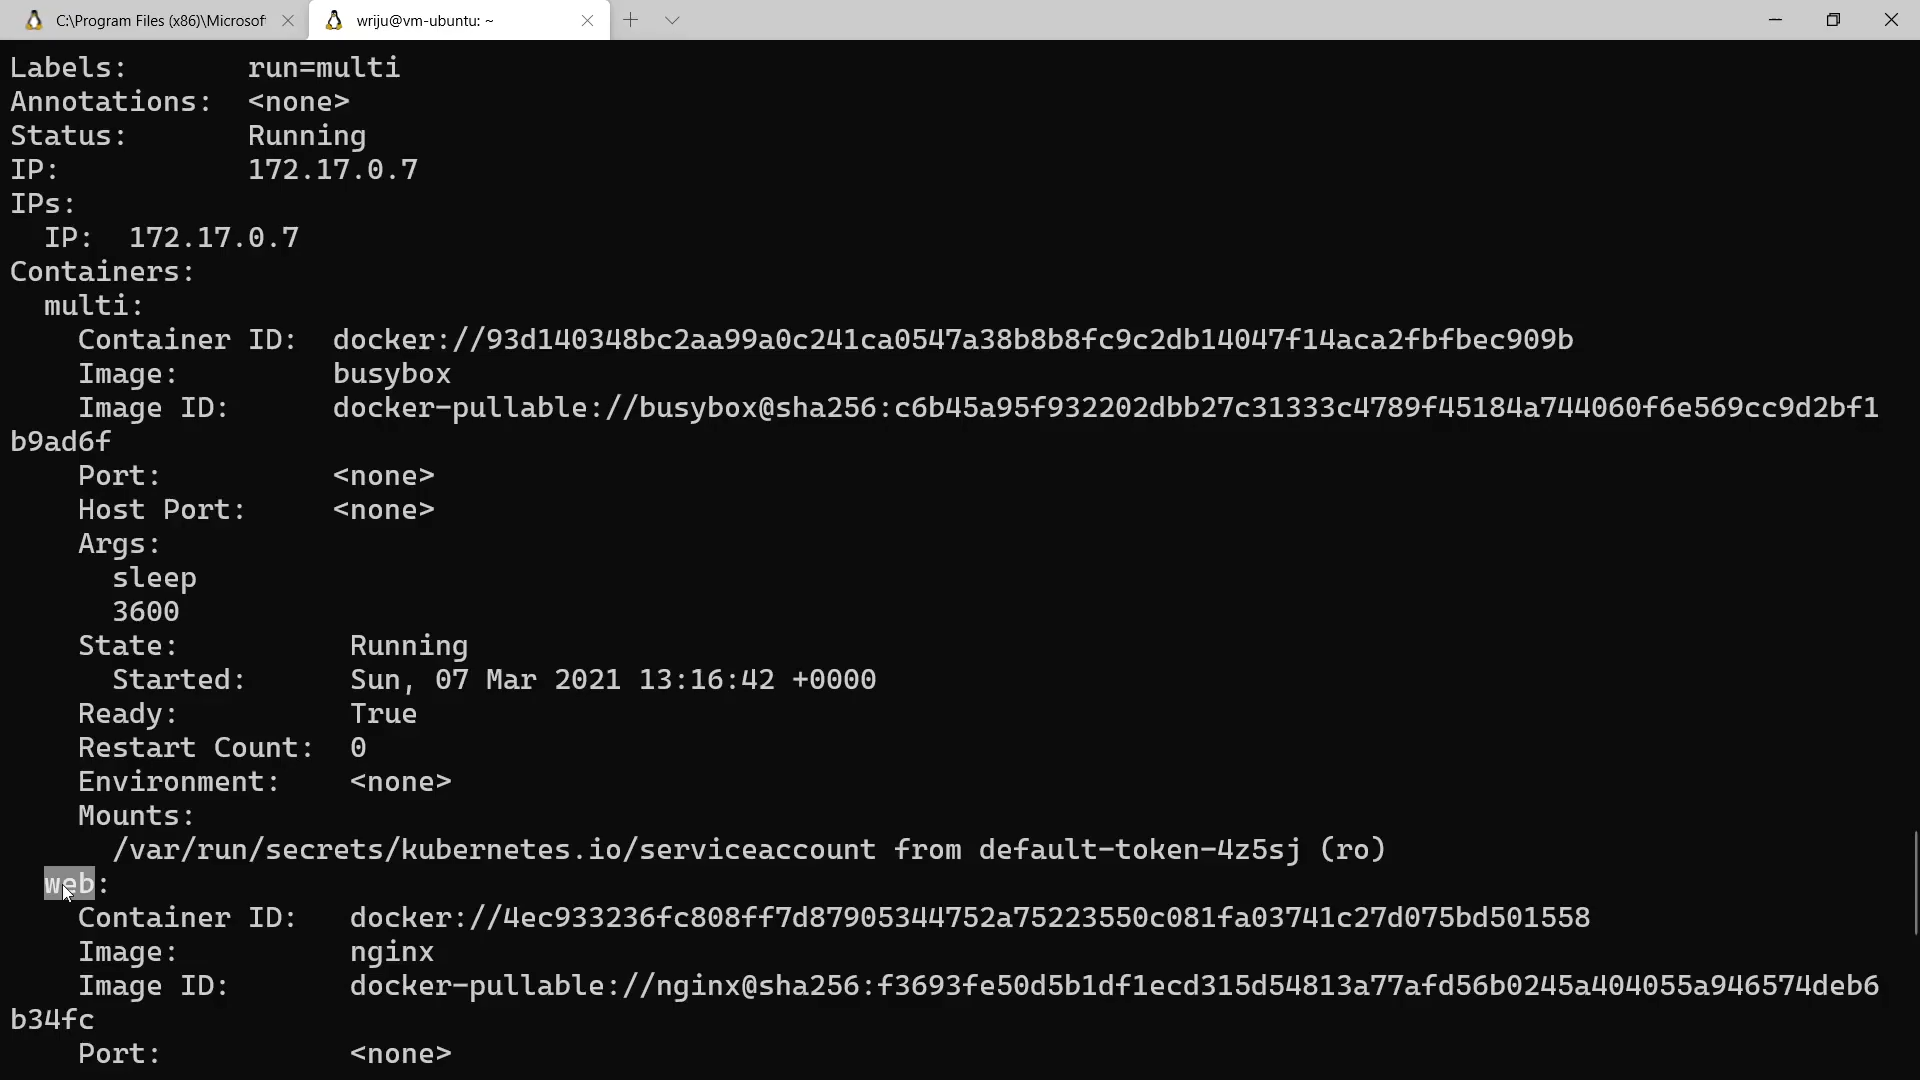 C:\Program Files (x86)\Microsof
wriju@vm-ubuntu: ~
Labels: run=multi
Annotations: <none>
Status: Running
IP: 172.17.0.7
IPs:
IP: 172.17.0.7
Containers:
multi:
Container ID: docker://93d140348bc2aa99a0c241ca0547a38b8b8fc9c2db14047f14aca2fbfbec909b
Image: busybox
Image ID: docker-pullable://busybox@sha256:c6b45a95f932202dbb27c31333c4789f45184a744060f6e569cc9d2bf1
b9ad6f
Port: <none>
Host Port: <none>
Args:
sleep
3600
State: Running
Started: Sun, 07 Mar 2021 13:16:42 +0000
Ready: True
Restart Count: 0
Environment: <none>
Mounts:
/var/run/secrets/kubernetes.io/serviceaccount from default-token-4z5sj (ro)
web:
Container ID: docker://4ec933236fc808ff7d87905344752a75223550c081fa03741c27d075bd501558
Image: nginx
Image ID: docker-pullable://nginx@sha256:f3693fe50d5b1df1ecd315d54813a77afd56b0245a404055a946574deb6
b34fc
Port: <none>